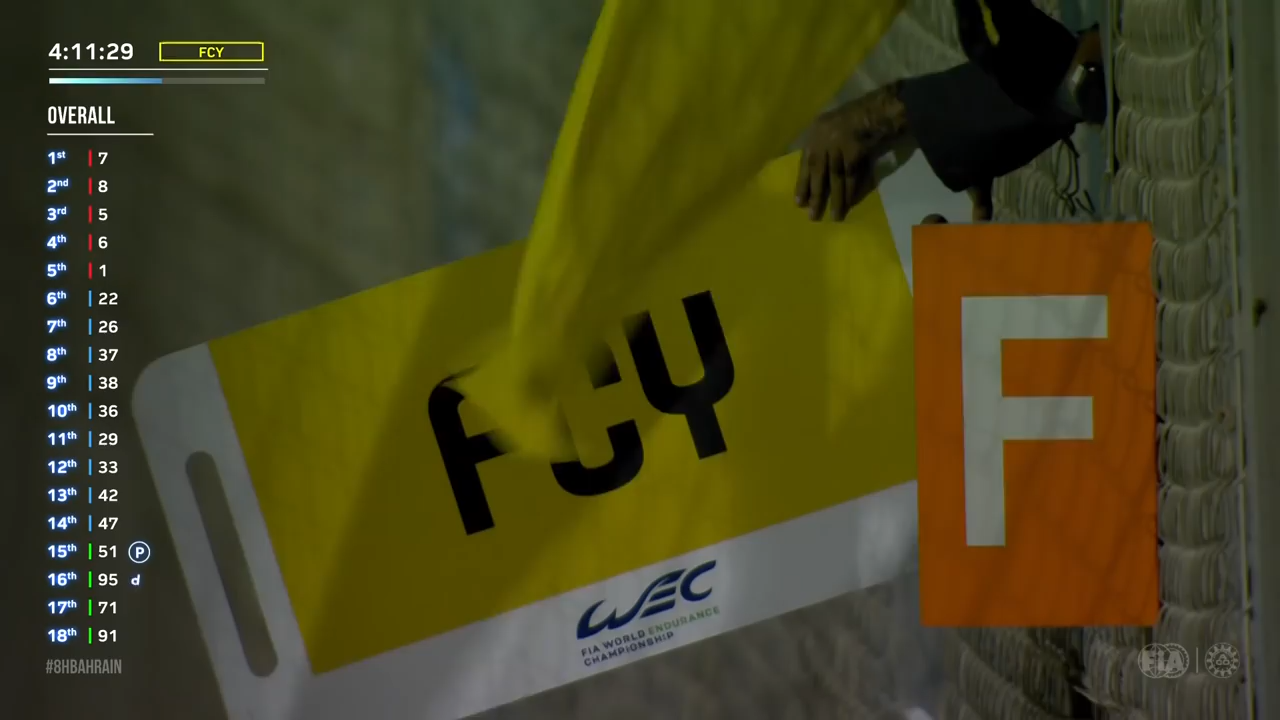 4:11:29 FCY
OVERALL
1st 7
2nd 8
3rd 5
4th 6
5th 1
6th 22
7th 26
8th 37
9th 38
10th 36
11th 29
12th 33
13th 42
14th 47
15th 51 P
16th 95 d
17th 71
18th 91
#8HBAHRAIN
FCY
WEC
FIA WORLD ENDURANCE
CHAMPIONSHIP
F
FIA